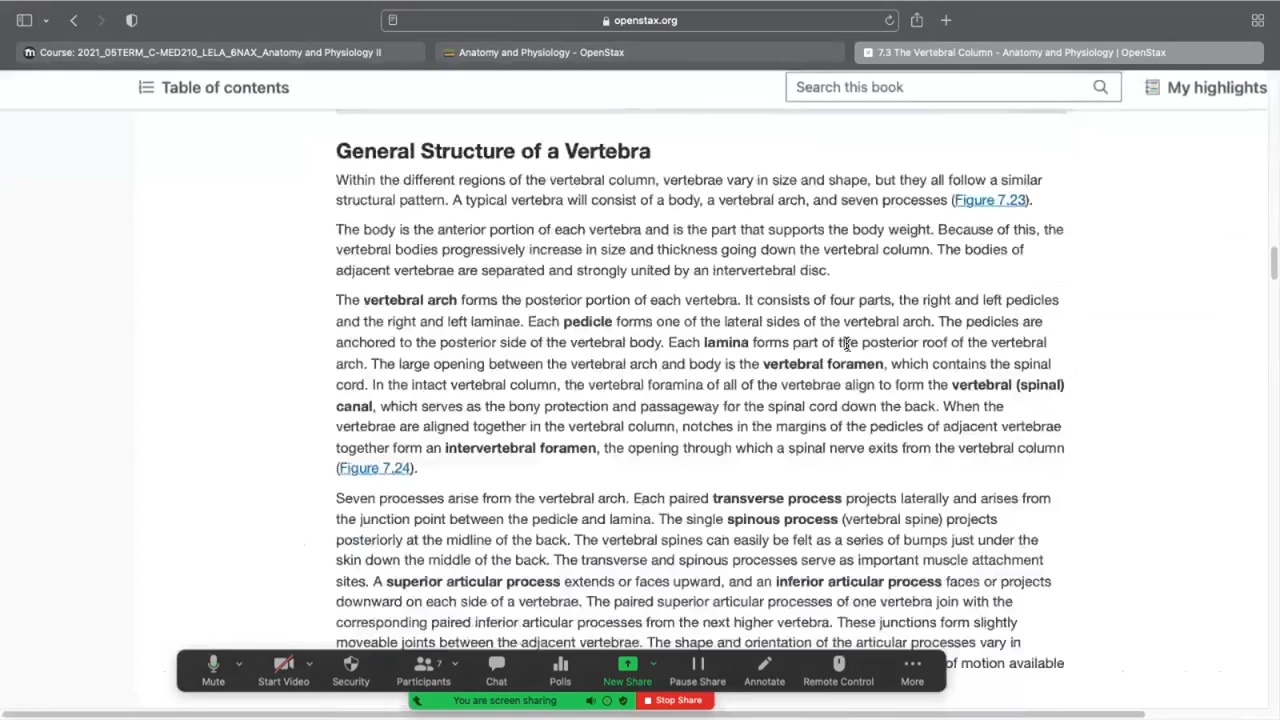 openstax.org
Course: 2021_05TERM_C-MED210_LELA_6NAX_Anatomy and Physiology II
Anatomy and Physiology - OpenStax
7.3 The Vertebral Column - Anatomy and Physiology | OpenStax
Table of contents
Search this book
My highlights
General Structure of a Vertebra
Within the different regions of the vertebral column, vertebrae vary in size and shape, but they all follow a similar
structural pattern. A typical vertebra will consist of a body, a vertebral arch, and seven processes (Figure 7.23).
The body is the anterior portion of each vertebra and is the part that supports the body weight. Because of this, the
vertebral bodies progressively increase in size and thickness going down the vertebral column. The bodies of
adjacent vertebrae are separated and strongly united by an intervertebral disc.
The vertebral arch forms the posterior portion of each vertebra. It consists of four parts, the right and left pedicles
and the right and left laminae. Each pedicle forms one of the lateral sides of the vertebral arch. The pedicles are
anchored to the posterior side of the vertebral body. Each lamina forms part of the posterior roof of the vertebral
arch. The large opening between the vertebral arch and body is the vertebral foramen, which contains the spinal
cord. In the intact vertebral column, the vertebral foramina of all of the vertebrae align to form the vertebral (spinal)
canal, which serves as the bony protection and passageway for the spinal cord down the back. When the
vertebrae are aligned together in the vertebral column, notches in the margins of the pedicles of adjacent vertebrae
together form an intervertebral foramen, the opening through which a spinal nerve exits from the vertebral column
(Figure 7.24).
Seven processes arise from the vertebral arch. Each paired transverse process projects laterally and arises from
the junction point between the pedicle and lamina. The single spinous process (vertebral spine) projects
posteriorly at the midline of the back. The vertebral spines can easily be felt as a series of bumps just under the
skin down the middle of the back. The transverse and spinous processes serve as important muscle attachment
sites. A superior articular process extends or faces upward, and an inferior articular process faces or projects
downward on each side of a vertebrae. The paired superior articular processes of one vertebra join with the
corresponding paired inferior articular processes from the next higher vertebra. These junctions form slightly
moveable joints between the adjacent vertebrae. The shape and orientation of the articular processes vary in
of motion available
7
Mute
Start Video
Security
Participants
Chat
Polls
New Share
Pause Share
Annotate
Remote Control
More
You are screen sharing
Stop Share